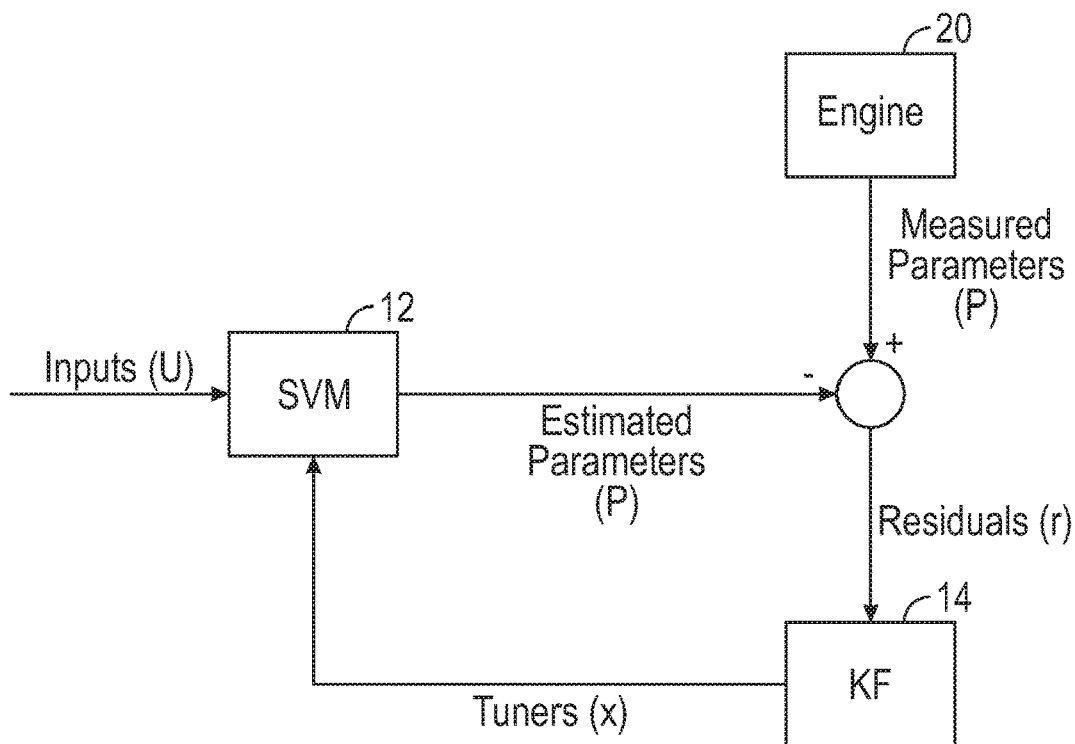 20
Engine
Measured
Parameters
(P)
+
12
Inputs (U)
SVM
-
Estimated
Parameters
(P)
Residuals (r)
14
KF
Tuners (x)